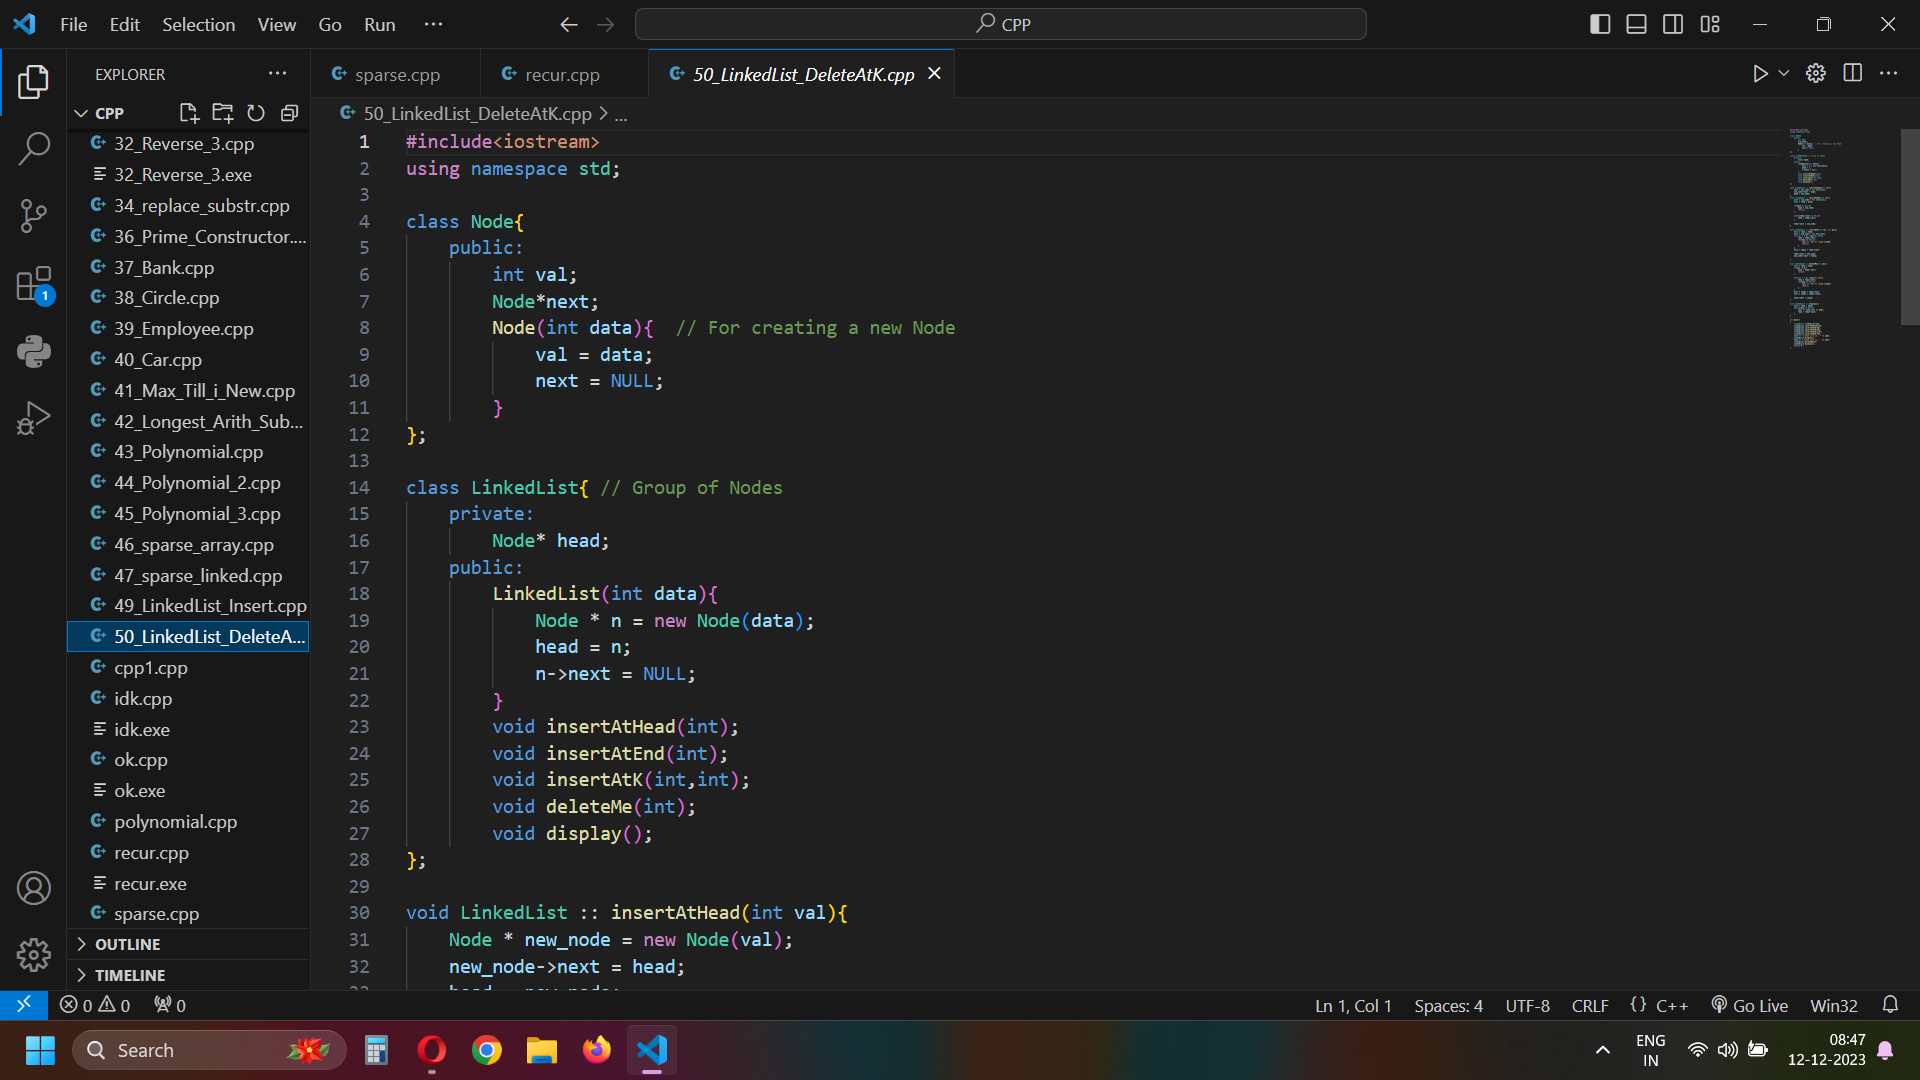 File Edit Selection View Go Run ...
CPP
EXPLORER ...
CPP
32_Reverse_3.cpp
32_Reverse_3.exe
34_replace_substr.cpp
36_Prime_Constructor....
37_Bank.cpp
38_Circle.cpp
39_Employee.cpp
40_Car.cpp
41_Max_Till_i_New.cpp
42_Longest_Arith_Sub...
43_Polynomial.cpp
44_Polynomial_2.cpp
45_Polynomial_3.cpp
46_sparse_array.cpp
47_sparse_linked.cpp
49_LinkedList_Insert.cpp
50_LinkedList_DeleteA...
cpp1.cpp
idk.cpp
idk.exe
ok.cpp
ok.exe
polynomial.cpp
recur.cpp
recur.exe
sparse.cpp
OUTLINE
TIMELINE
1
sparse.cpp recur.cpp 50_LinkedList_DeleteAtK.cpp
50_LinkedList_DeleteAtK.cpp > ...
1 #include<iostream>
2 using namespace std;
3
4 class Node{
5 public:
6 int val;
7 Node*next;
8 Node(int data){ // For creating a new Node
9 val = data;
10 next = NULL;
11 }
12 };
13
14 class LinkedList{ // Group of Nodes
15 private:
16 Node* head;
17 public:
18 LinkedList(int data){
19 Node * n = new Node(data);
20 head = n;
21 n->next = NULL;
22 }
23 void insertAtHead(int);
24 void insertAtEnd(int);
25 void insertAtK(int,int);
26 void deleteMe(int);
27 void display();
28 };
29
30 void LinkedList :: insertAtHead(int val){
31 Node * new_node = new Node(val);
32 new_node->next = head;
0 0 0
Ln 1, Col 1 Spaces: 4 UTF-8 CRLF {} C++ Go Live Win32
Search
ENG
IN
08:47
12-12-2023